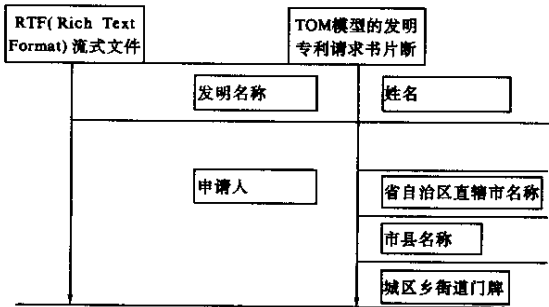 RTF(Rich Text
Format)流式文件
TOM模型的发明
专利请求书片断
发明名称
姓名
申请人
省自治区直辖市名称
市县名称
城区乡街道门牌